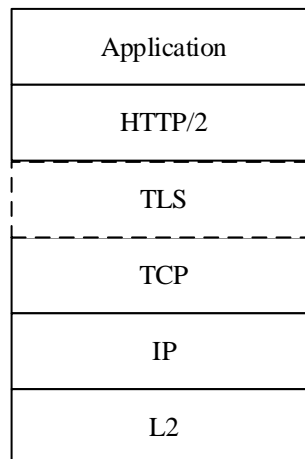 Application
HTTP/2
TLS
TCP
IP
L2